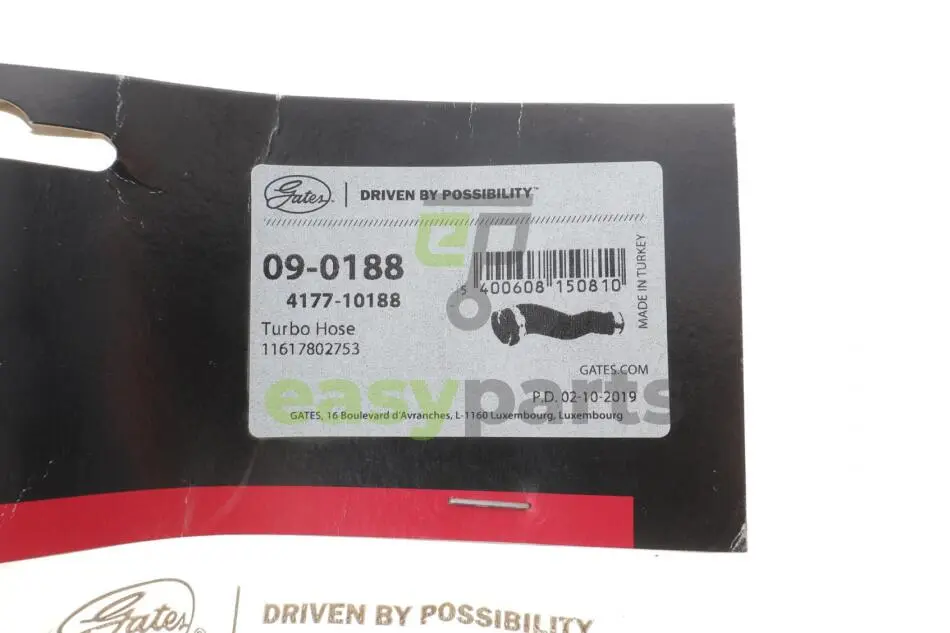 Gates® | DRIVEN BY POSSIBILITY™
09-0188
4177-10188
Turbo Hose
11617802753
5 400608 150810
MADE IN TURKEY
GATES.COM
P.D. 02-10-2019
GATES, 16 Boulevard d'Avranches, L-1160 Luxembourg, Luxembourg
easyparts
Gates® | DRIVEN BY POSSIBILITY